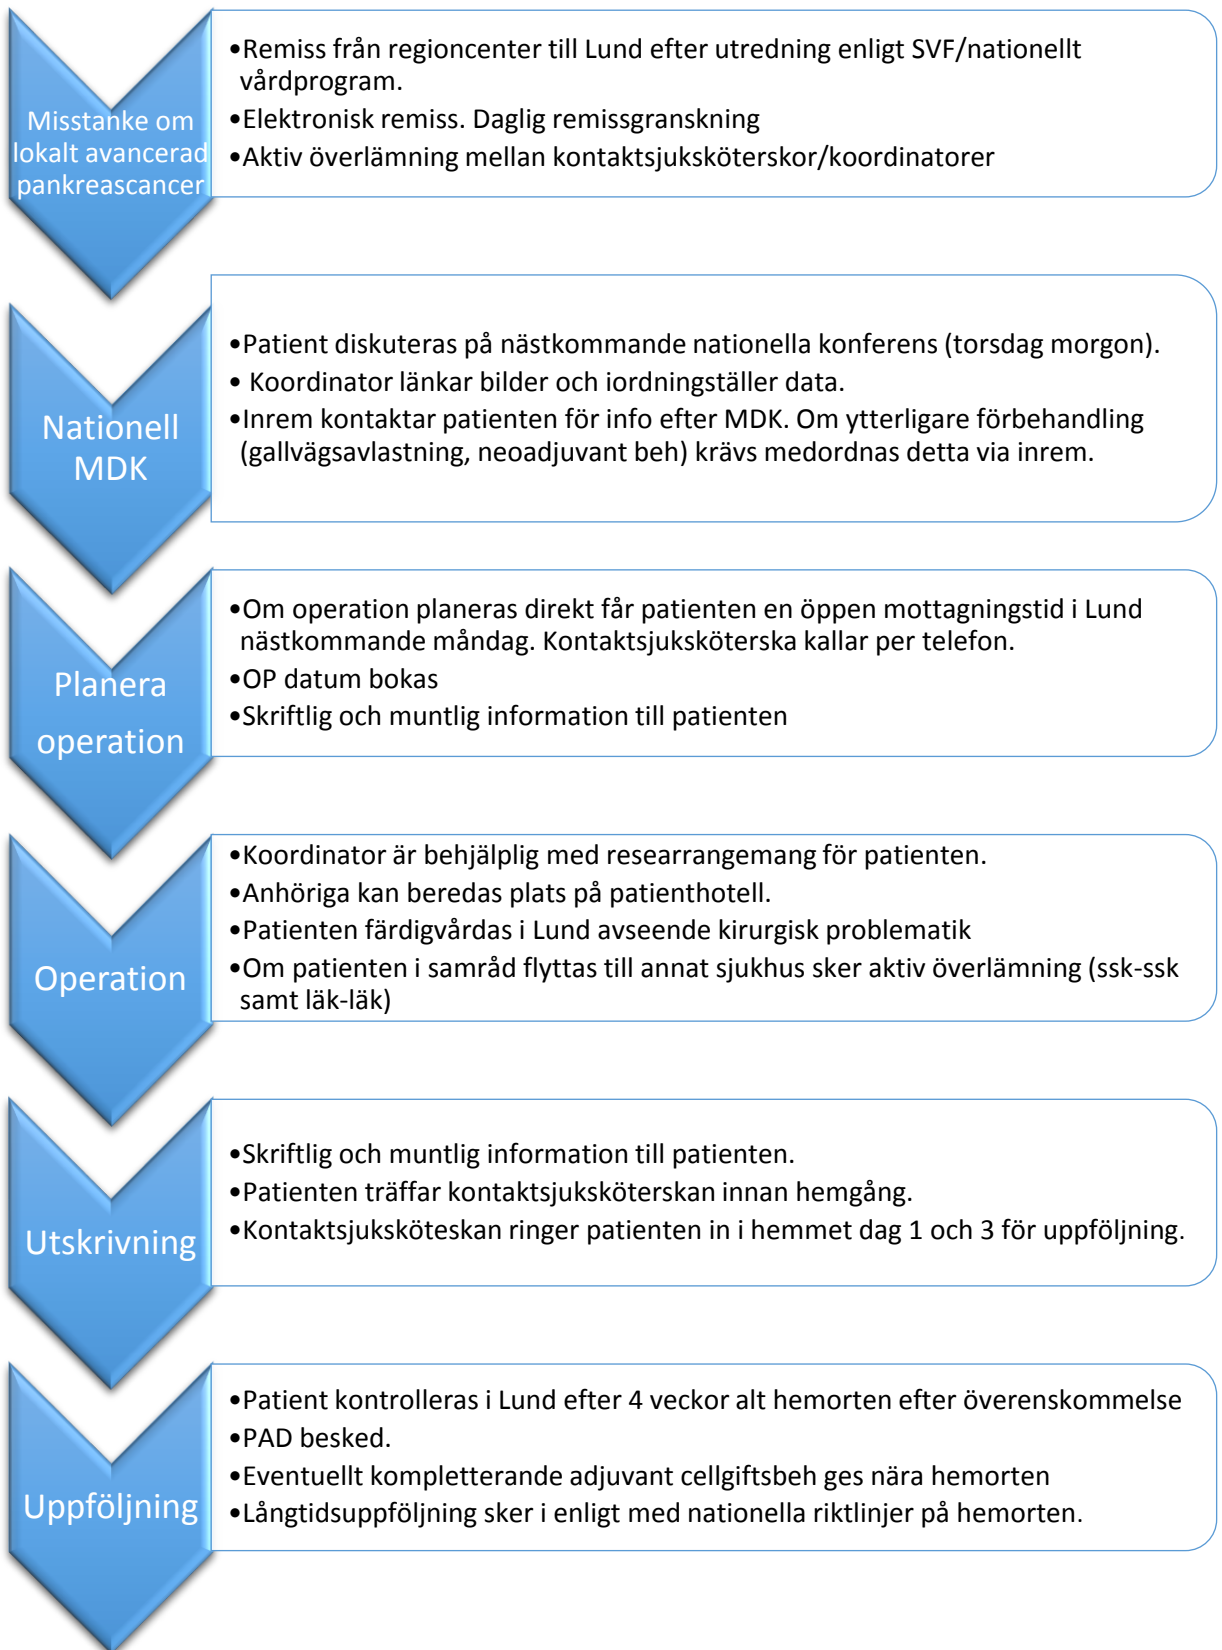 Misstanke om
lokalt avancerad
pankreascancer
•Remiss från regioncenter till Lund efter utredning enligt SVF/nationellt
vårdprogram.
•Elektronisk remiss. Daglig remissgranskning
•Aktiv överlämning mellan kontaktsjuksköterskor/koordinatorer
Nationell
MDK
•Patient diskuteras på nästkommande nationella konferens (torsdag morgon).
• Koordinator länkar bilder och iordningställer data.
•Inrem kontaktar patienten för info efter MDK. Om ytterligare förbehandling
(gallvägsavlastning, neoadjuvant beh) krävs medordnas detta via inrem.
Planera
operation
•Om operation planeras direkt får patienten en öppen mottagningstid i Lund
nästkommande måndag. Kontaktsjuksköterska kallar per telefon.
•OP datum bokas
•Skriftlig och muntlig information till patienten
Operation
•Koordinator är behjälplig med researrangemang för patienten.
•Anhöriga kan beredas plats på patienthotell.
•Patienten färdigvårdas i Lund avseende kirurgisk problematik
•Om patienten i samråd flyttas till annat sjukhus sker aktiv överlämning (ssk-ssk
samt läk-läk)
Utskrivning
•Skriftlig och muntlig information till patienten.
•Patienten träffar kontaktsjuksköterskan innan hemgång.
•Kontaktsjuksköteskan ringer patienten in i hemmet dag 1 och 3 för uppföljning.
Uppföljning
•Patient kontrolleras i Lund efter 4 veckor alt hemorten efter överenskommelse
•PAD besked.
•Eventuellt kompletterande adjuvant cellgiftsbeh ges nära hemorten
•Långtidsuppföljning sker i enligt med nationella riktlinjer på hemorten.